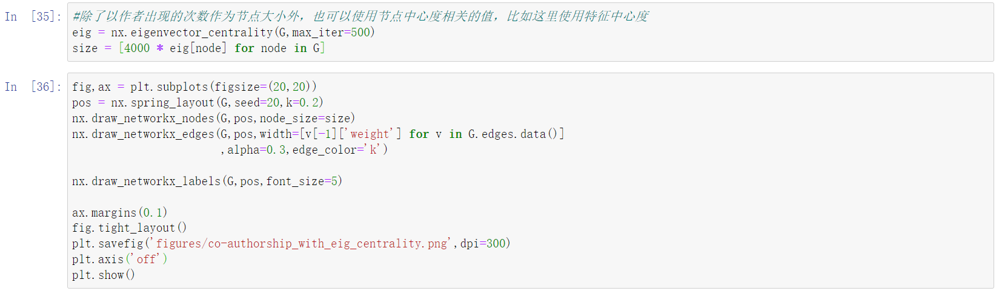 In [35]: #除了以作者出现的次数作为节点大小外，也可以使用节点中心度相关的值，比如这里使用特征中心度
eig = nx.eigenvector_centrality(G,max_iter=500)
size = [4000 * eig[node] for node in G]
In [36]: fig,ax = plt.subplots(figsize=(20,20))
pos = nx.spring_layout(G,seed=20,k=0.2)
nx.draw_networkx_nodes(G,pos,node_size=size)
nx.draw_networkx_edges(G,pos,width=[v[-1]['weight'] for v in G.edges.data()]
,alpha=0.3,edge_color='k')
nx.draw_networkx_labels(G,pos,font_size=5)
ax.margins(0.1)
fig.tight_layout()
plt.savefig('figures/co-authorship_with_eig_centrality.png',dpi=300)
plt.axis('off')
plt.show()